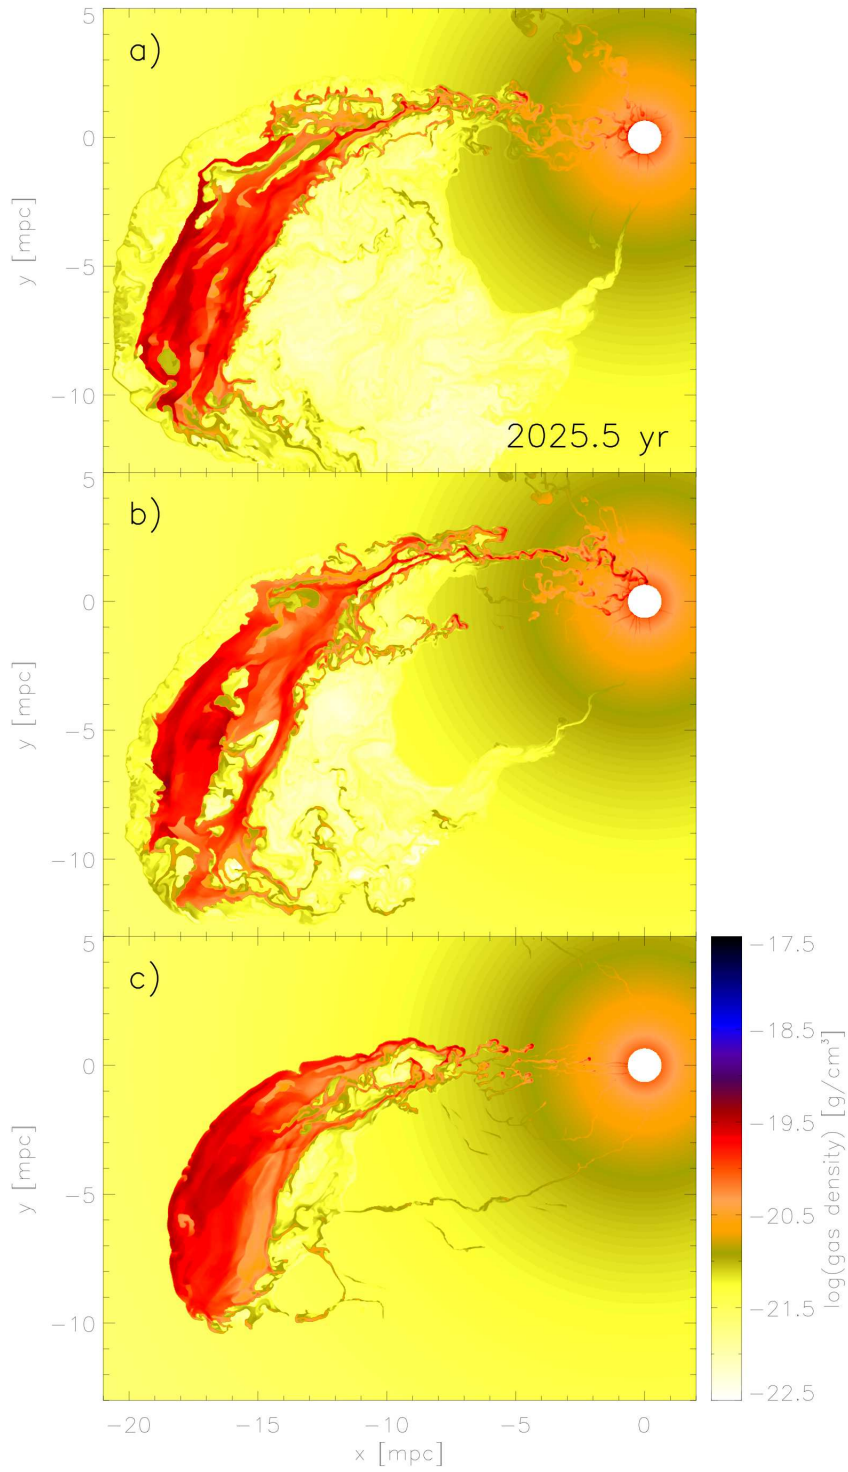 a)
5
0
−5
−10
y [mpc]
2025.5 yr
b)
5
0
−5
−10
y [mpc]
c)
5
0
−5
−10
y [mpc]
−17.5
−18.5
−19.5
−20.5
−21.5
−22.5
log(gas density) [g/cm³]
−20 −15 −10 −5 0
x [mpc]